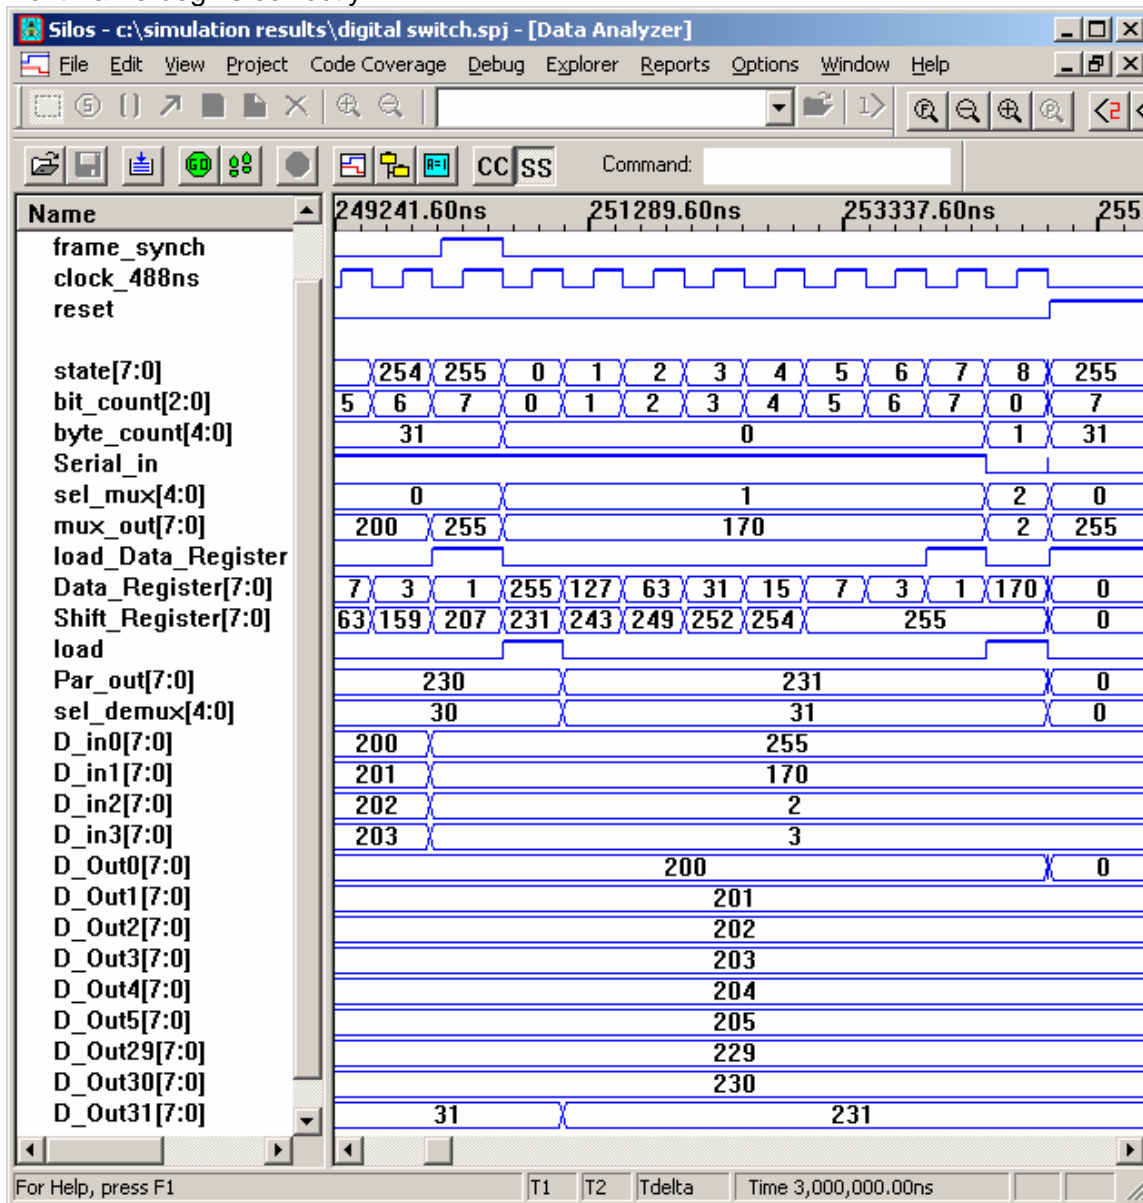 Silos - c:\simulation results\digital switch.spj - [Data Analyzer]
File Edit View Project Code Coverage Debug Explorer Reports Options Window Help
CC SS Command:
Name 249241.60ns 251289.60ns 253337.60ns 255
frame_synch
clock_488ns
reset
state[7:0] 254 255 0 1 2 3 4 5 6 7 8 255
bit_count[2:0] 5 6 7 0 1 2 3 4 5 6 7 0 7
byte_count[4:0] 31 0 1 31
Serial_in
sel_mux[4:0] 0 1 2 0
mux_out[7:0] 200 255 170 2 255
load_Data_Register
Data_Register[7:0] 7 3 1 255 127 63 31 15 7 3 1 170 0
Shift_Register[7:0] 63 159 207 231 243 249 252 254 255 0
load
Par_out[7:0] 230 231 0
sel_demux[4:0] 30 31 0
D_in0[7:0] 200 255
D_in1[7:0] 201 170
D_in2[7:0] 202 2
D_in3[7:0] 203 3
D_Out0[7:0] 200 0
D_Out1[7:0] 201
D_Out2[7:0] 202
D_Out3[7:0] 203
D_Out4[7:0] 204
D_Out5[7:0] 205
D_Out29[7:0] 229
D_Out30[7:0] 230
D_Out31[7:0] 31 231
For Help, press F1 T1 T2 Tdelta Time 3,000,000.00ns